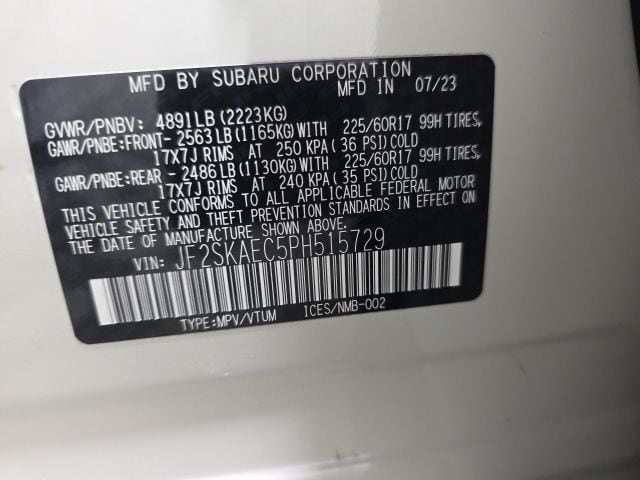 MFD BY SUBARU CORPORATION
MFD IN 07/23
GVWR/PNBV: 4891LB(2223KG)
GAWR/PNBE:FRONT- 2563LB(1165KG)WITH 225/60R17 99H TIRES,
17X7J RIMS AT 250 KPA( 36 PSI)COLD
GAWR/PNBE:REAR - 2486LB(1130KG)WITH 225/60R17 99H TIRES,
17X7J RIMS AT 240 KPA( 35 PSI)COLD
THIS VEHICLE CONFORMS TO ALL APPLICABLE FEDERAL MOTOR
VEHICLE SAFETY AND THEFT PREVENTION STANDARDS IN EFFECT ON
THE DATE OF MANUFACTURE SHOWN ABOVE.
VIN: JF2SKAEC5PH515729
TYPE:MPV/VTUM ICES/NMB-002